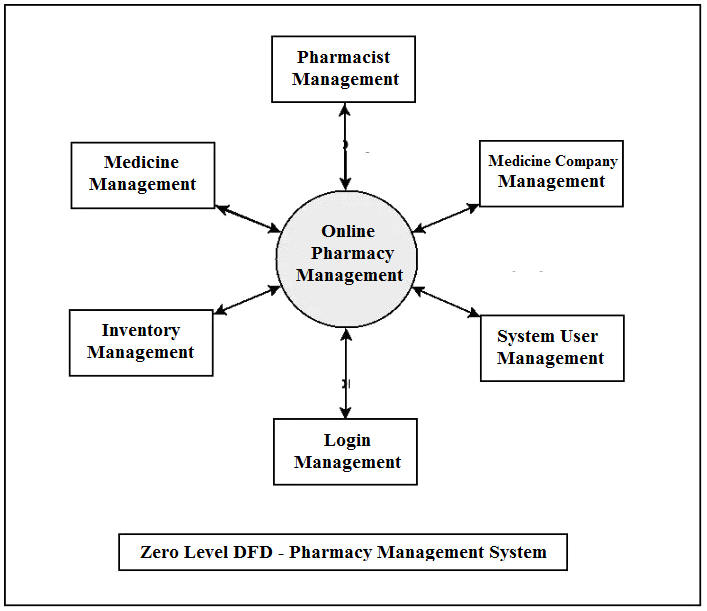 Pharmacist
Management
Medicine
Management
Medicine Company
Management
Online
Pharmacy
Management
Inventory
Management
System User
Management
Login
Management
Zero Level DFD - Pharmacy Management System